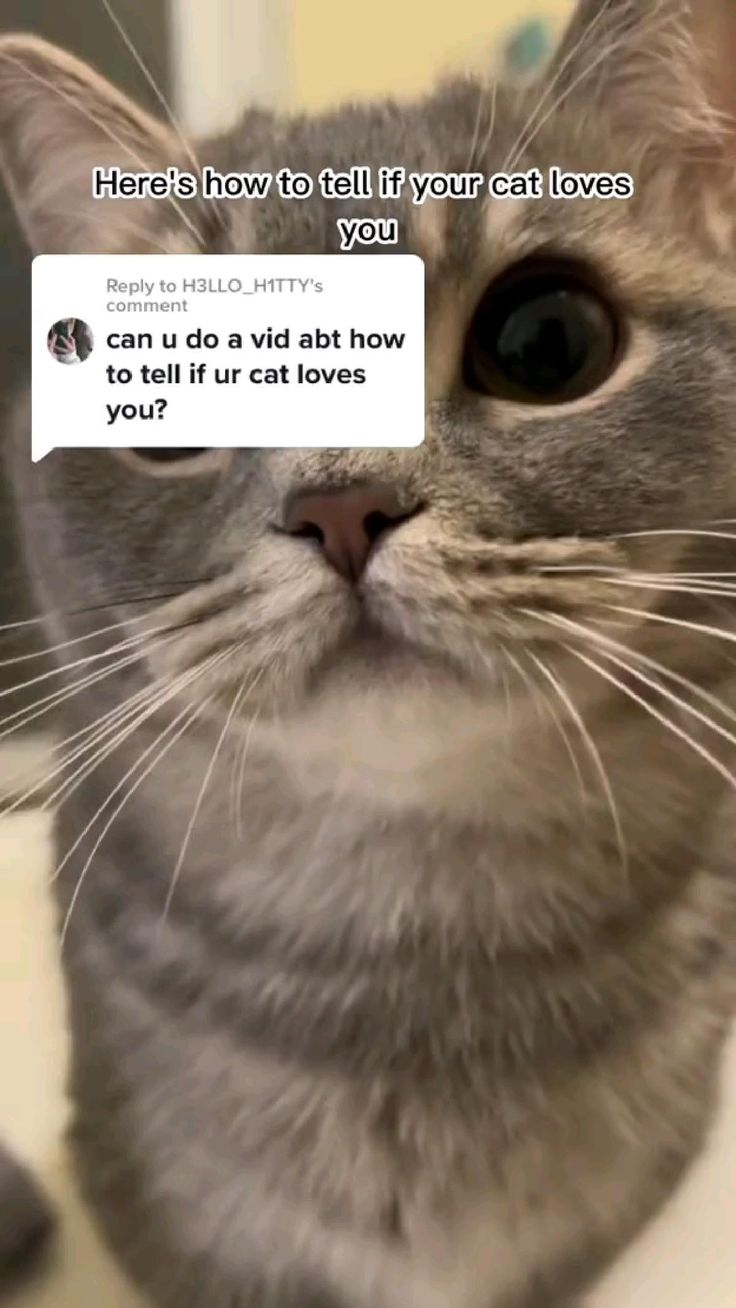 Here's how to tell if your cat loves
you
Reply to H3LLO_H1TTY's
comment
can u do a vid abt how
to tell if ur cat loves
you?